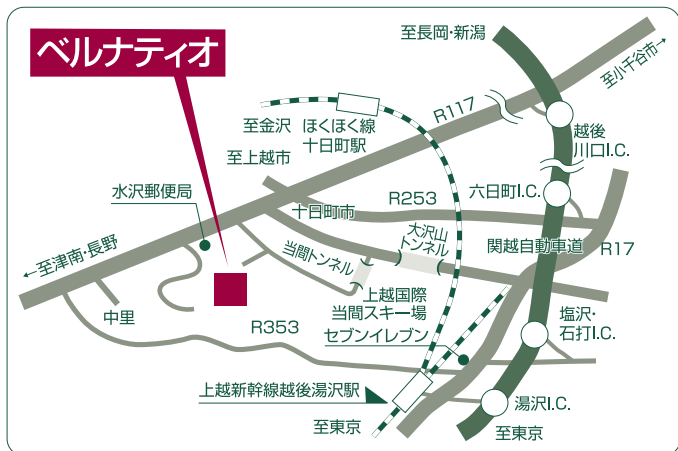 ベルナティオ
至長岡・新潟
至小千谷市→
R117
至金沢
ほくほく線
十日町駅
越後
川口I.C.
至上越市
水沢郵便局
六日町I.C.
R253
十日町市
大沢山
トンネル
関越自動車道
R17
←至津南・長野
当間トンネル
上越国際
当間スキー場
中里
セブンイレブン
塩沢・
石打I.C.
R353
上越新幹線越後湯沢駅
湯沢I.C.
至東京
至東京